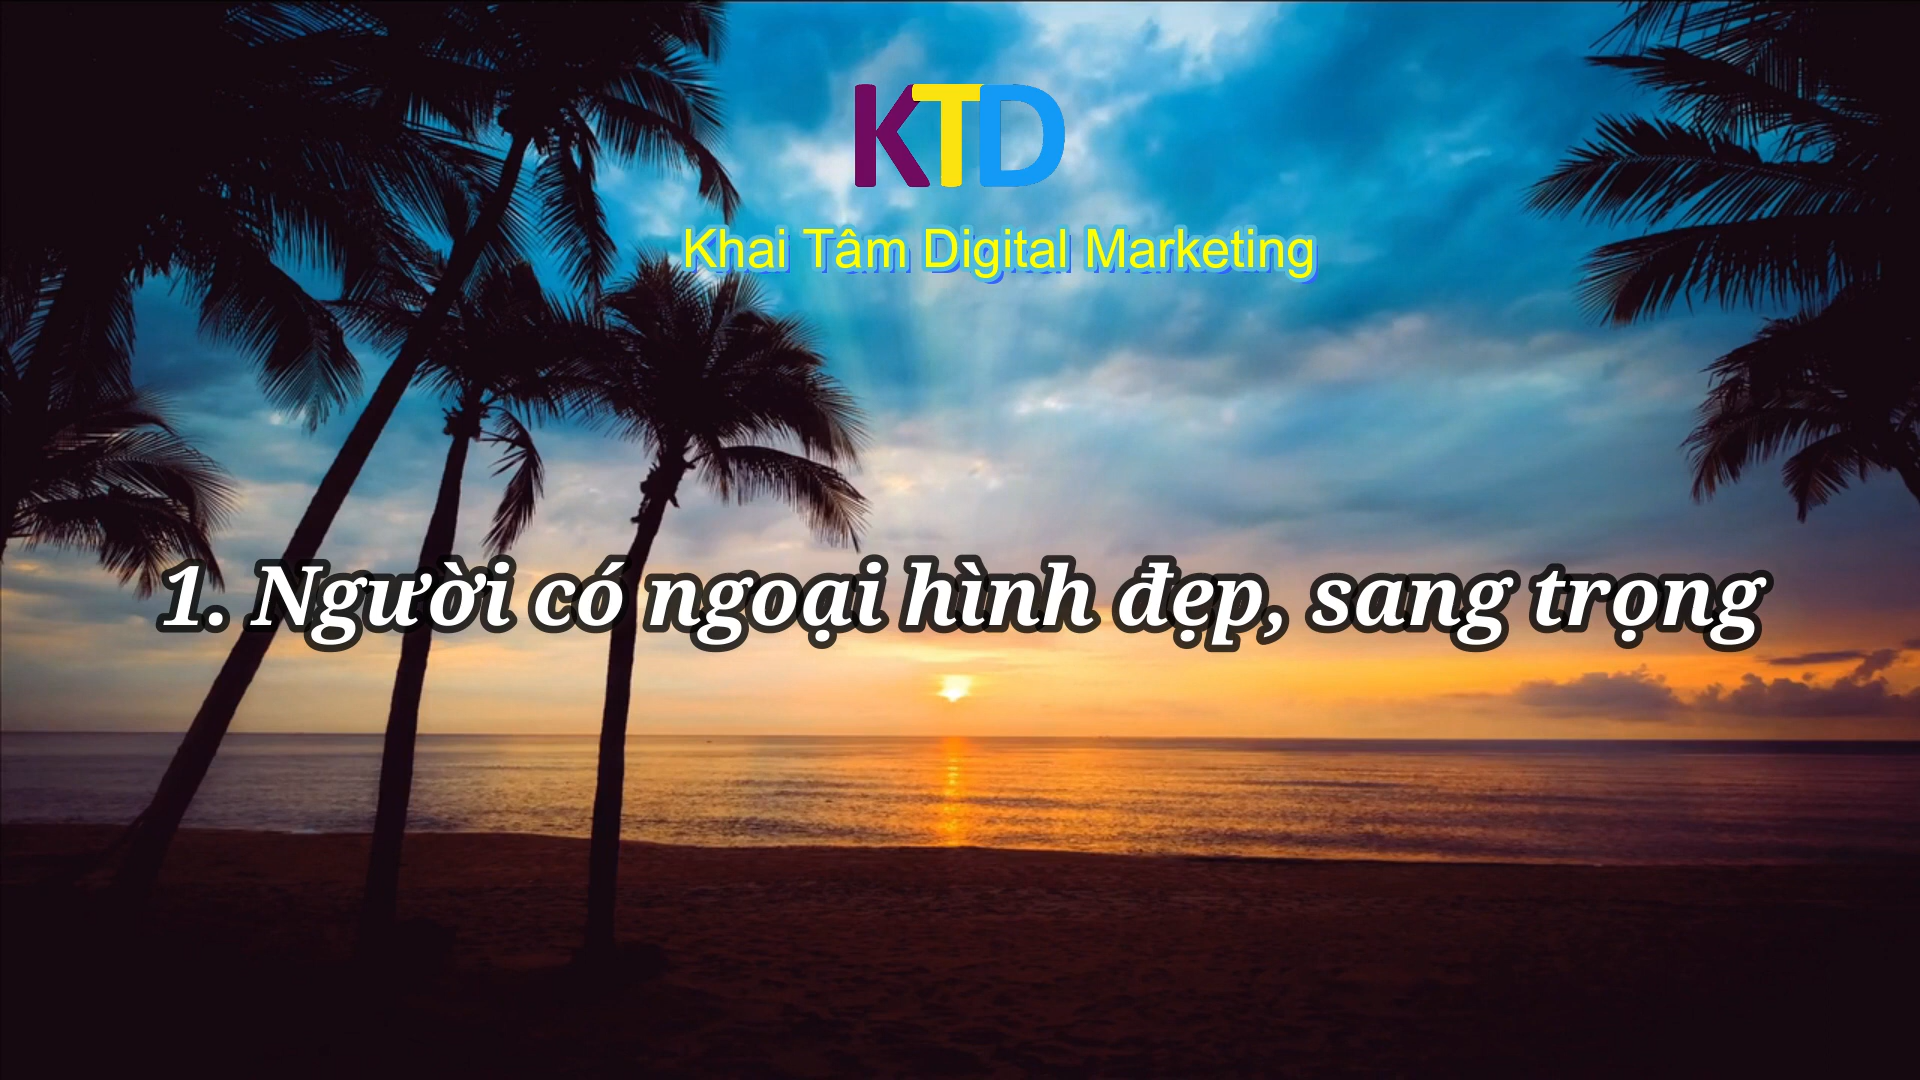 KTD
Khai Tâm Digital Marketing
1. Người có ngoại hình đẹp, sang trọng